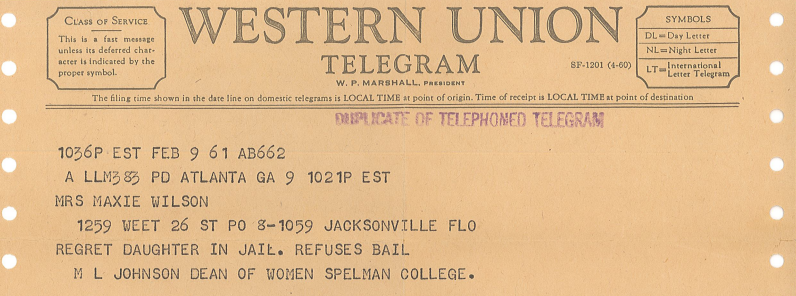 CLASS OF SERVICE
This is a fast message
unless its deferred char-
acter is indicated by the
proper symbol.
WESTERN UNION
TELEGRAM
W. P. MARSHALL, PRESIDENT
SF-1201 (4-60)
SYMBOLS
DL=Day Letter
NL=Night Letter
LT=International
Letter Telegram
The filing time shown in the date line on domestic telegrams is LOCAL TIME at point of origin. Time of receipt is LOCAL TIME at point of destination
DUPLICATE OF TELEPHONED TELEGRAM
1036P EST FEB 9 61 AB662
A LLM383 PD ATLANTA GA 9 1021P EST
MRS MAXIE WILSON
1259 WEET 26 ST PO 8-1059 JACKSONVILLE FLO
REGRET DAUGHTER IN JAIL. REFUSES BAIL
M L JOHNSON DEAN OF WOMEN SPELMAN COLLEGE.